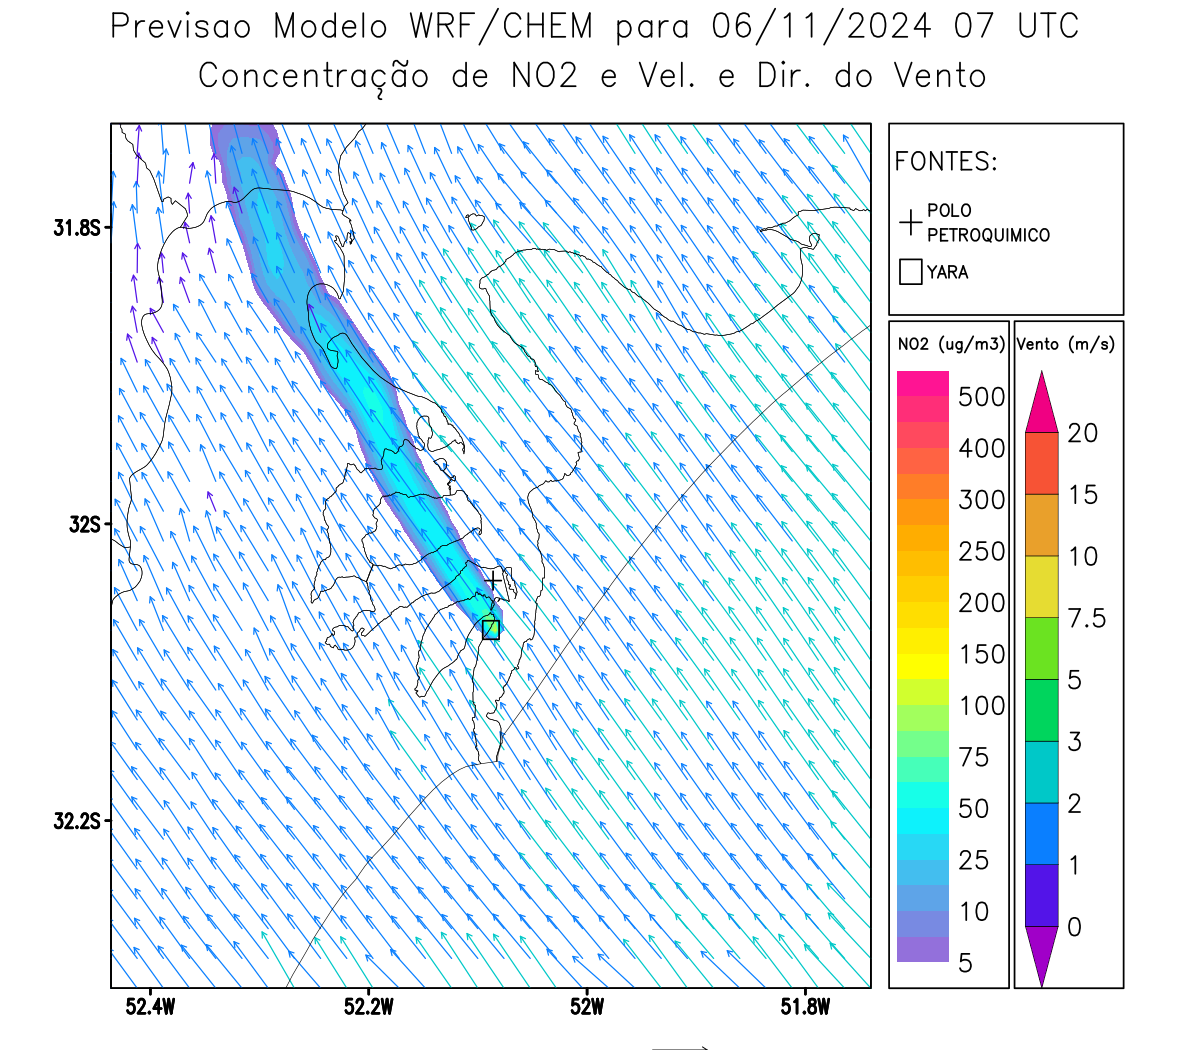 Previsao Modelo WRF/CHEM para 06/11/2024 07 UTC
Concentração de NO2 e Vel. e Dir. do Vento
FONTES:
POLO
PETROQUIMICO
YARA
NO2 (ug/m3)
500
400
300
250
200
150
100
75
50
25
10
5
Vento (m/s)
20
15
10
7.5
5
3
2
1
0
31.8S
32S
32.2S
52.4W
52.2W
52W
51.8W